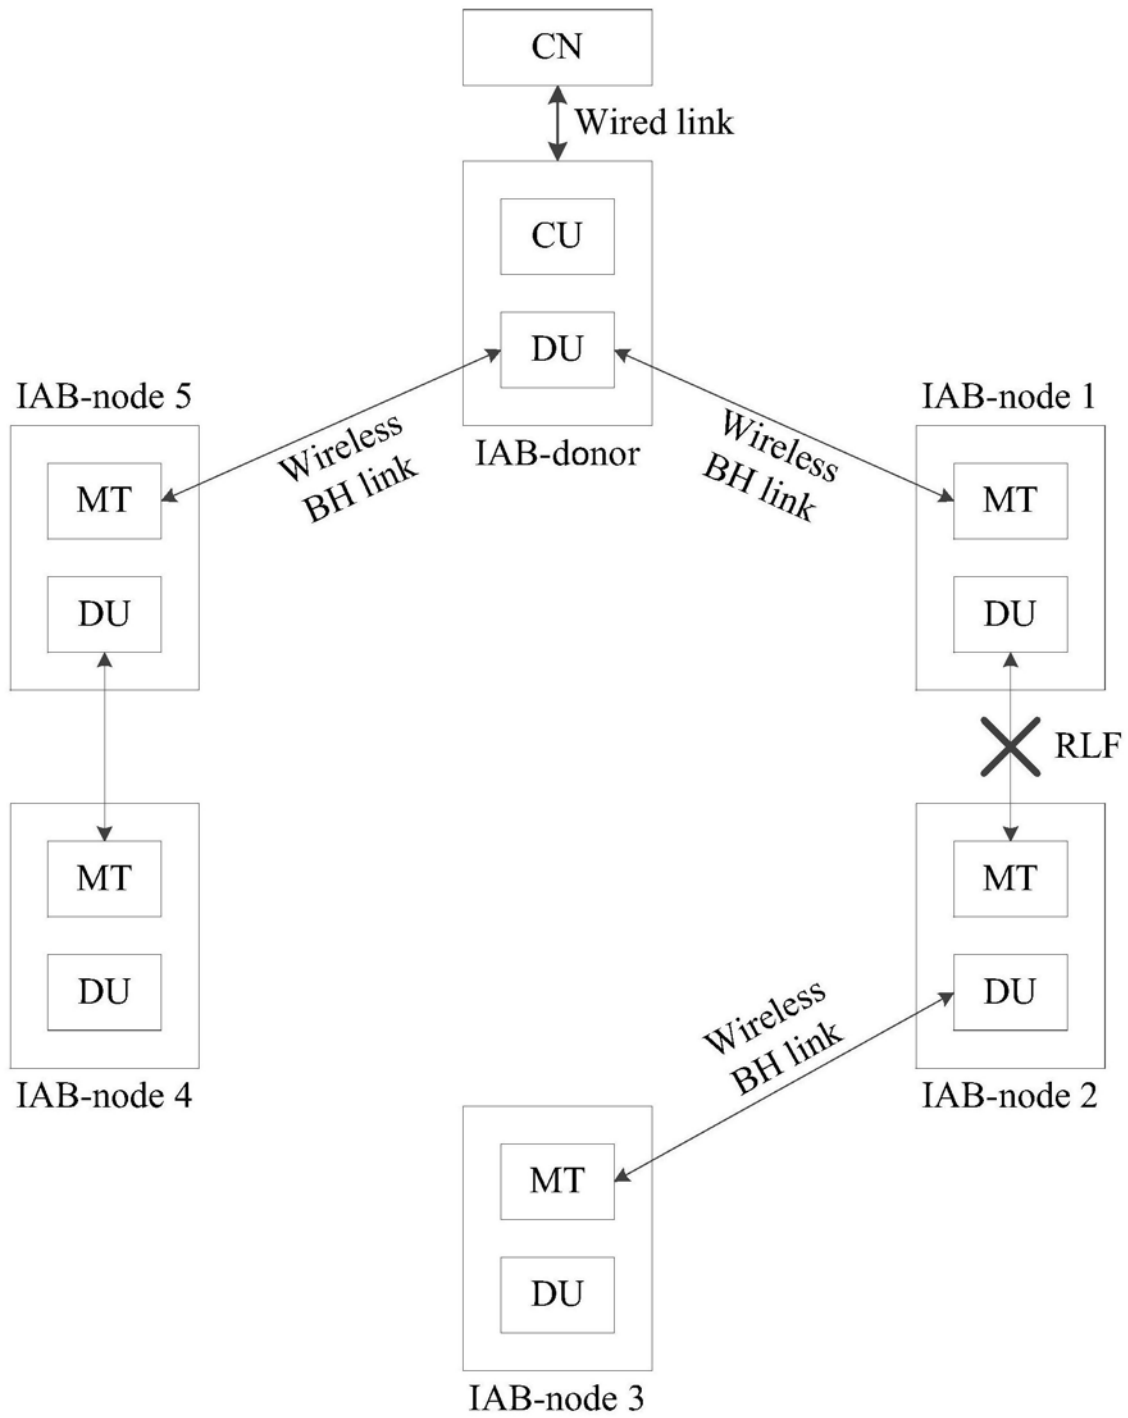 CN
Wired link
CU
DU
IAB-donor
IAB-node 5
Wireless
BH link
Wireless
BH link
IAB-node 1
MT
DU
MT
DU
RLF
MT
DU
IAB-node 4
MT
DU
IAB-node 2
Wireless
BH link
MT
DU
IAB-node 3